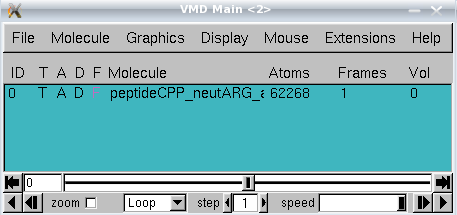 VMD Main <2>
File Molecule Graphics Display Mouse Extensions Help
ID T A D F Molecule Atoms Frames Vol
0 T A D F peptideCPP_neutARG_a 62268 1 0
0
zoom Loop step 1 speed